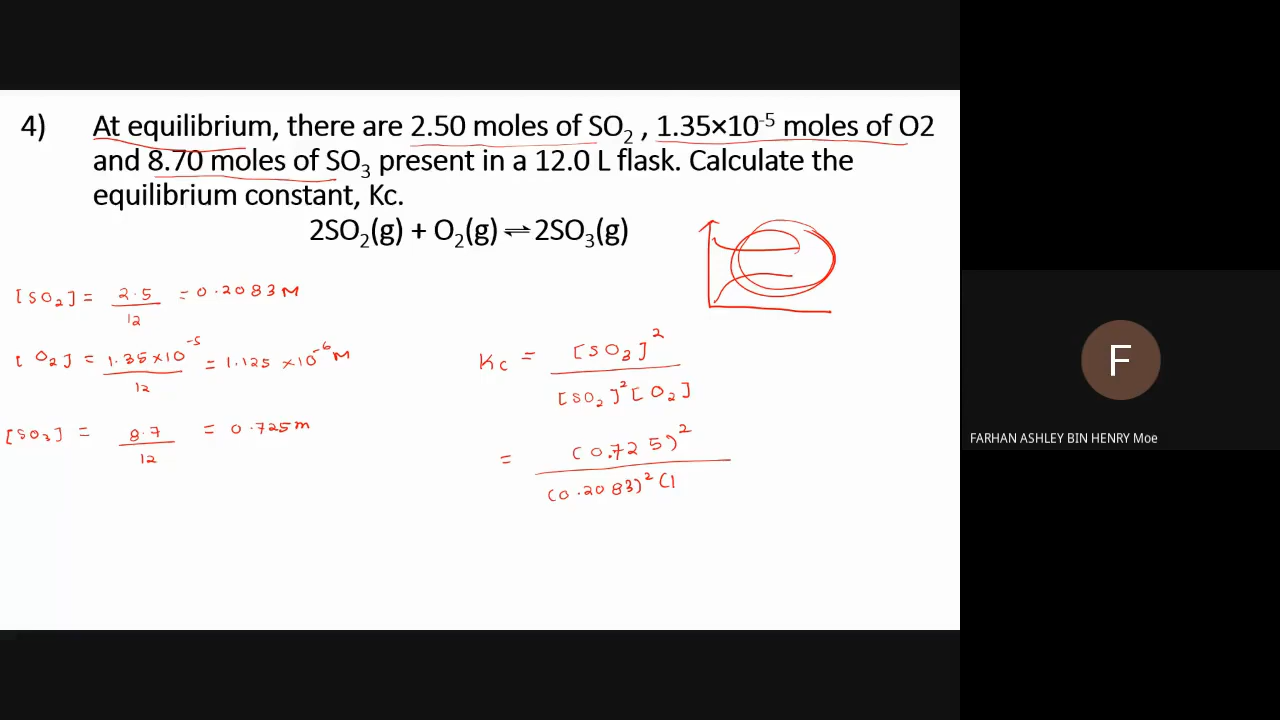 4) At equilibrium, there are 2.50 moles of SO₂ , 1.35×10⁻⁵ moles of O2
and 8.70 moles of SO₃ present in a 12.0 L flask. Calculate the
equilibrium constant, Kc.
2SO₂(g) + O₂(g) ⇌ 2SO₃(g)
[SO₂] = 2.5 / 12 = 0.2083 M
[O₂] = 1.35×10⁻⁵ / 12 = 1.125 ×10⁻⁶ M
[SO₃] = 8.7 / 12 = 0.725 m
Kc = [SO₃]² / [SO₂]² [O₂]
= (0.725)² / (0.2083)² (1
F
FARHAN ASHLEY BIN HENRY Moe